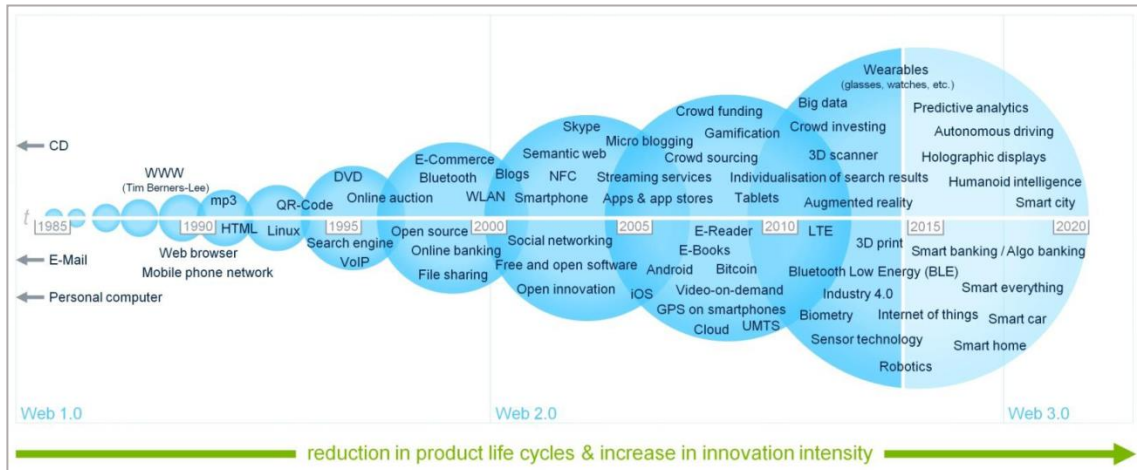 CD
WWW
(Tim Berners-Lee)
mp3
QR-Code
DVD
Online auction
E-Commerce
Bluetooth
WLAN
Blogs
Skype
Semantic web
NFC
Smartphone
Micro blogging
Streaming services
Apps & app stores
Crowd funding
Gamification
Crowd sourcing
Tablets
Wearables
(glasses, watches, etc.)
Big data
Crowd investing
3D scanner
Individualisation of search results
Augmented reality
Predictive analytics
Autonomous driving
Holographic displays
Humanoid intelligence
Smart city
t
1985
1990
1995
2000
2005
2010
2015
2020
E-Mail
Personal computer
HTML
Web browser
Mobile phone network
Linux
Search engine
VoIP
Open source
Online banking
File sharing
Social networking
Free and open software
Open innovation
iOS
Android
E-Reader
E-Books
Bitcoin
Video-on-demand
GPS on smartphones
Cloud
UMTS
LTE
3D print
Bluetooth Low Energy (BLE)
Industry 4.0
Biometry
Sensor technology
Internet of things
Robotics
Smart banking / Algo banking
Smart everything
Smart car
Smart home
Web 1.0
Web 2.0
Web 3.0
reduction in product life cycles & increase in innovation intensity